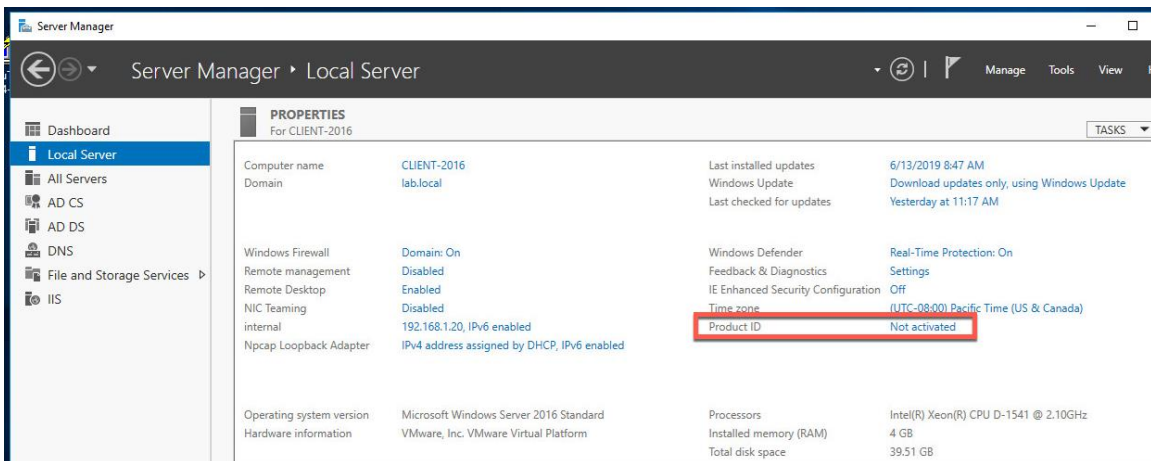 Server Manager
Server Manager • Local Server
Manage Tools View
Dashboard
Local Server
All Servers
AD CS
AD DS
DNS
File and Storage Services
IIS
PROPERTIES
For CLIENT-2016
TASKS
Computer name CLIENT-2016
Domain lab.local
Last installed updates 6/13/2019 8:47 AM
Windows Update Download updates only, using Windows Update
Last checked for updates Yesterday at 11:17 AM
Windows Firewall Domain: On
Remote management Disabled
Remote Desktop Enabled
NIC Teaming Disabled
internal 192.168.1.20, IPv6 enabled
Npcap Loopback Adapter IPv4 address assigned by DHCP, IPv6 enabled
Windows Defender Real-Time Protection: On
Feedback & Diagnostics Settings
IE Enhanced Security Configuration Off
Time zone (UTC-08:00) Pacific Time (US & Canada)
Product ID Not activated
Operating system version Microsoft Windows Server 2016 Standard
Hardware information VMware, Inc. VMware Virtual Platform
Processors Intel(R) Xeon(R) CPU D-1541 @ 2.10GHz
Installed memory (RAM) 4 GB
Total disk space 39.51 GB